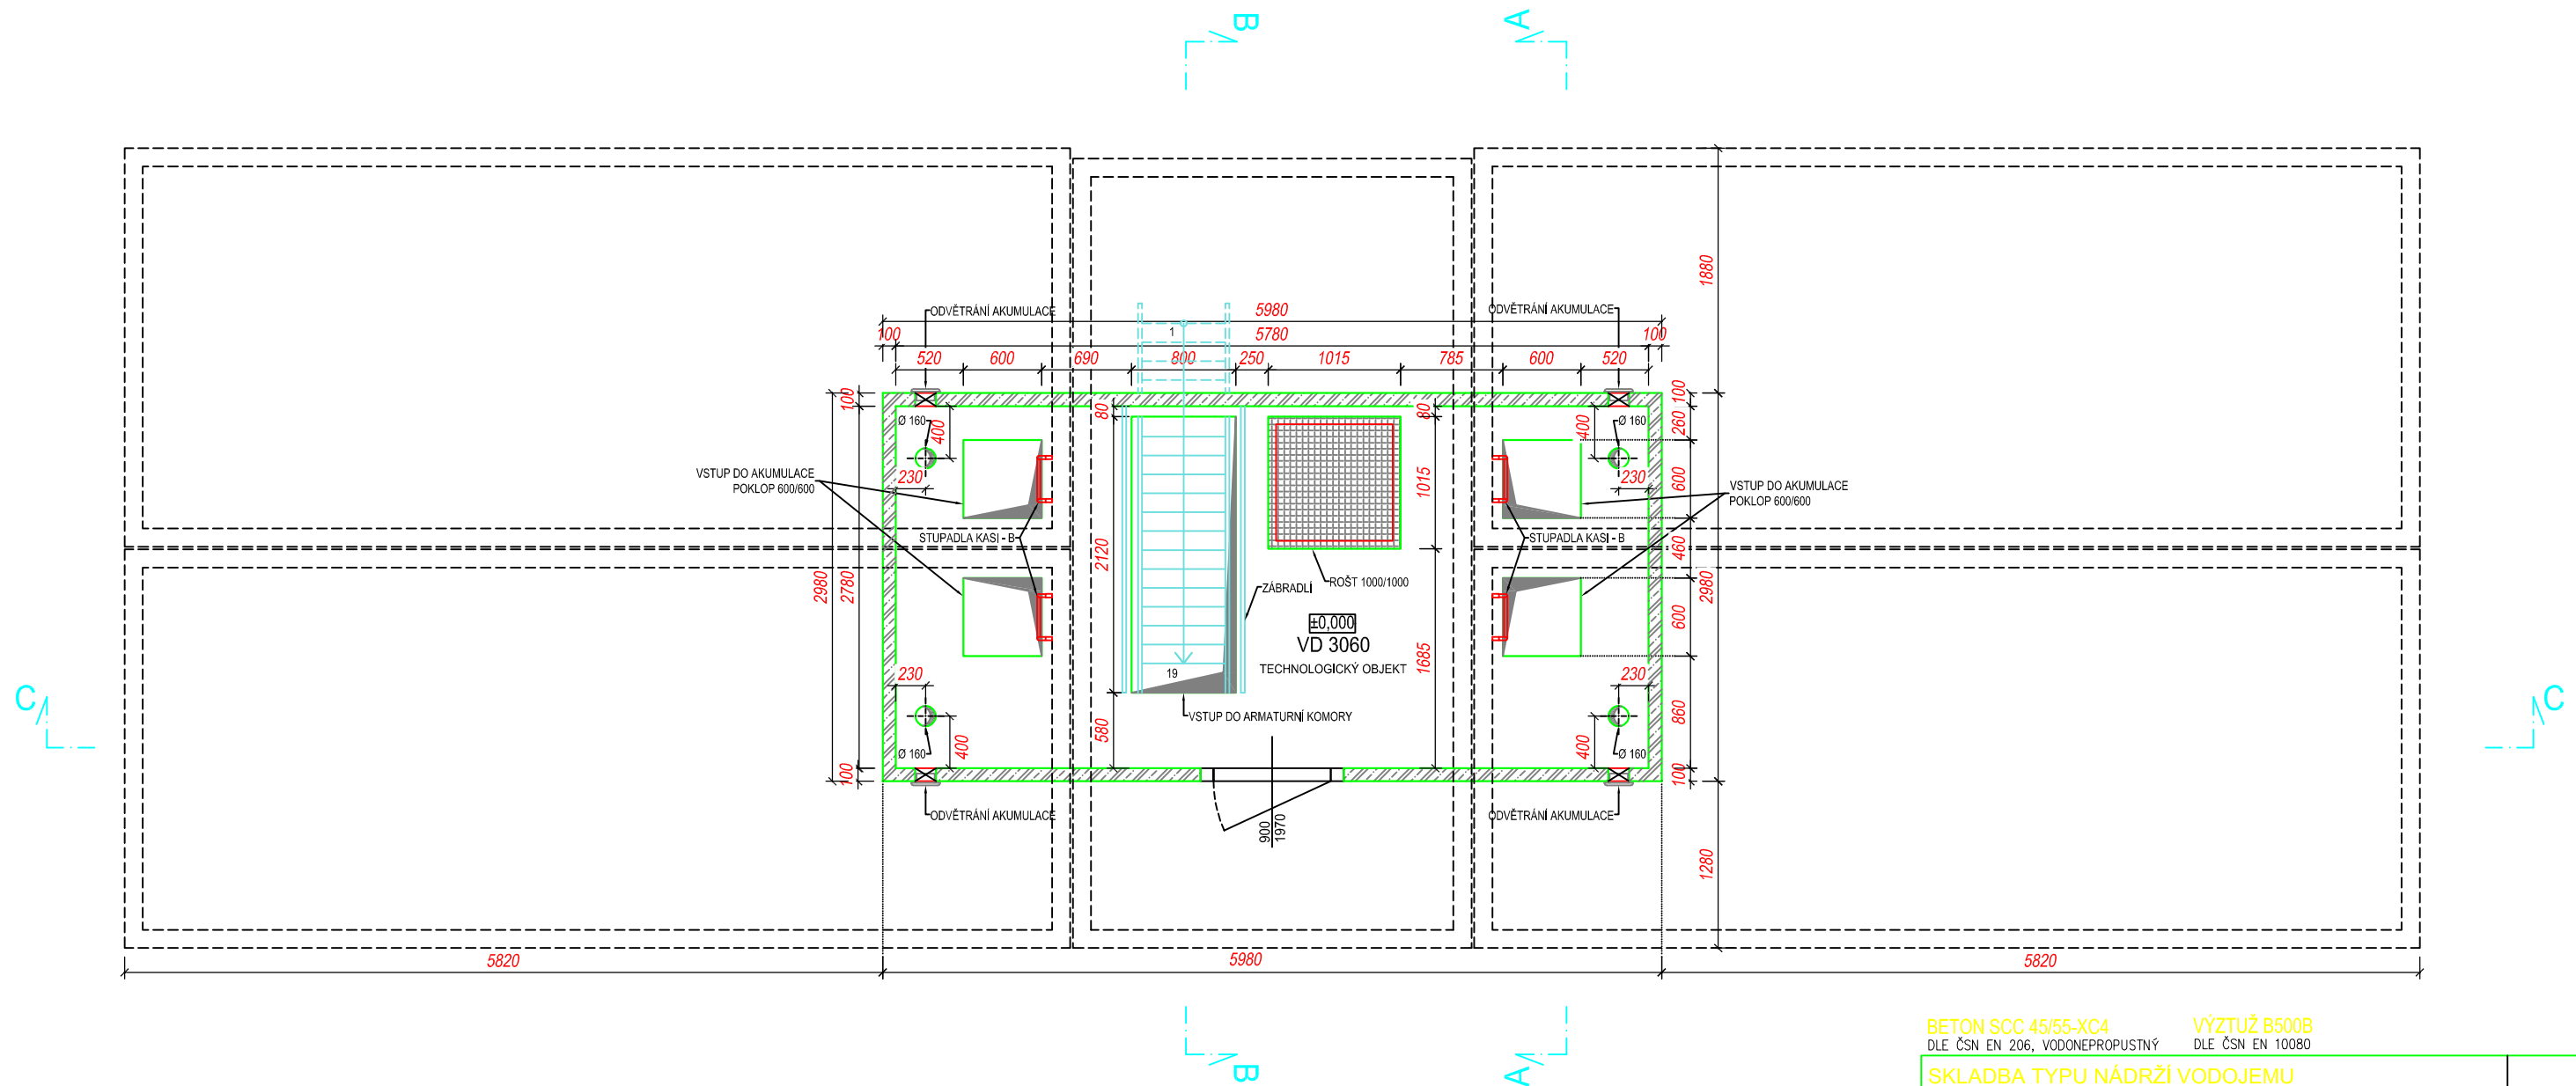 B
A
ODVĚTRÁNÍ AKUMULACE
5980
ODVĚTRÁNÍ AKUMULACE
1880
1
100
5780
100
520
600
690
800
250
1015
785
600
520
100
80
80
100
260
Ø 160
400
400
Ø 160
VSTUP DO AKUMULACE
POKLOP 600/600
230
1015
230
600
VSTUP DO AKUMULACE
POKLOP 600/600
STUPADLA KASI - B
STUPADLA KASI - B
460
2980
2780
2120
ZÁBRADLÍ
ROŠT 1000/1000
2980
600
±0,000
VD 3060
TECHNOLOGICKÝ OBJEKT
1685
230
19
230
C
C
VSTUP DO ARMATURNÍ KOMORY
860
580
400
400
Ø 160
Ø 160
100
100
ODVĚTRÁNÍ AKUMULACE
900
1970
ODVĚTRÁNÍ AKUMULACE
1280
5820
5980
5820
B
A
BETON SCC 45/55-XC4
VÝZTUŽ B500B
DLE ČSN EN 206, VODONEPROPUSTNÝ
DLE ČSN EN 10080
SKLADBA TYPU NÁDRŽÍ VODOJEMU